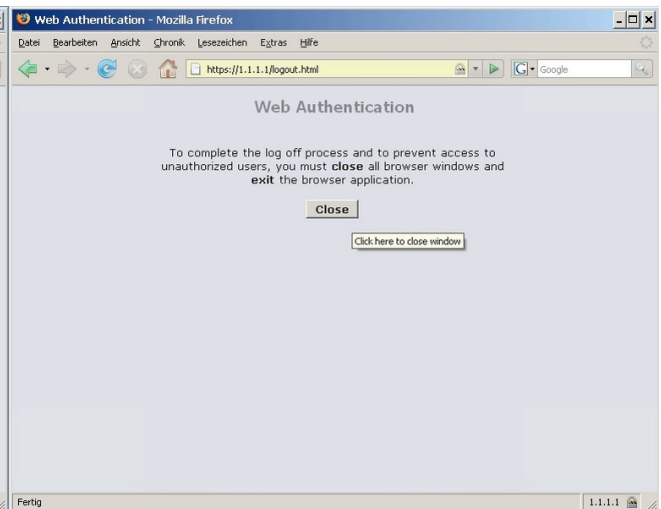 Web Authentication - Mozilla Firefox
Datei Bearbeiten Ansicht Chronik Lesezeichen Extras Hilfe
https://1.1.1.1/logout.html
G Google
Web Authentication
To complete the log off process and to prevent access to
unauthorized users, you must close all browser windows and
exit the browser application.
Close
Click here to close window
Fertig
1.1.1.1